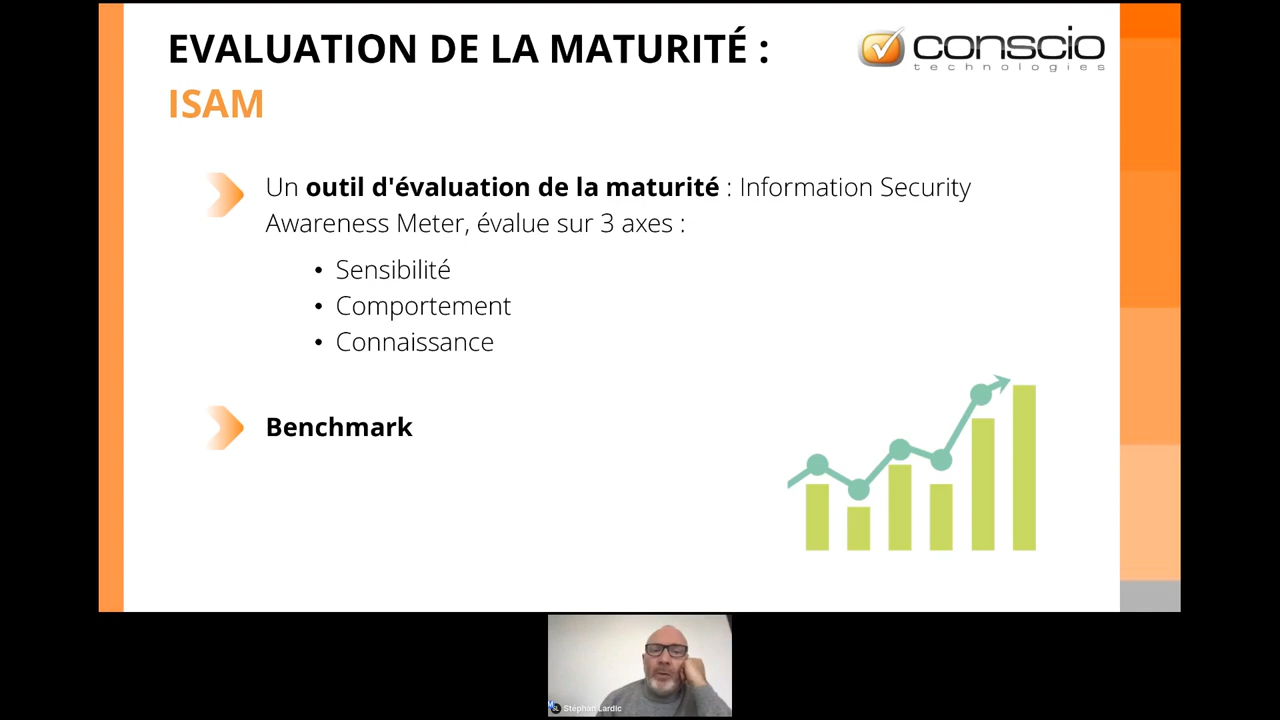 EVALUATION DE LA MATURITÉ :
ISAM
conscio
technologies
Un outil d'évaluation de la maturité : Information Security
Awareness Meter, évalue sur 3 axes :
• Sensibilité
• Comportement
• Connaissance
Benchmark
SL Stéphan Lardic